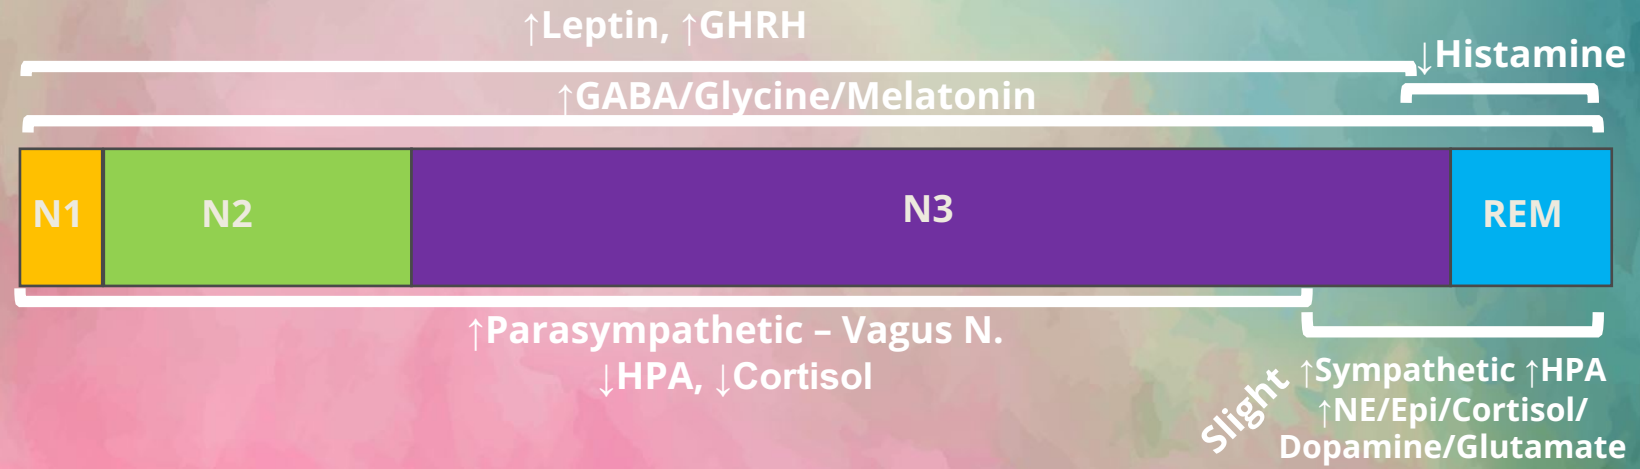 ↑Leptin, ↑GHRH
↓Histamine
↑GABA/Glycine/Melatonin
N1
N2
N3
REM
↑Parasympathetic – Vagus N.
↓HPA, ↓Cortisol
Slight
↑Sympathetic ↑HPA
↑NE/Epi/Cortisol/
Dopamine/Glutamate